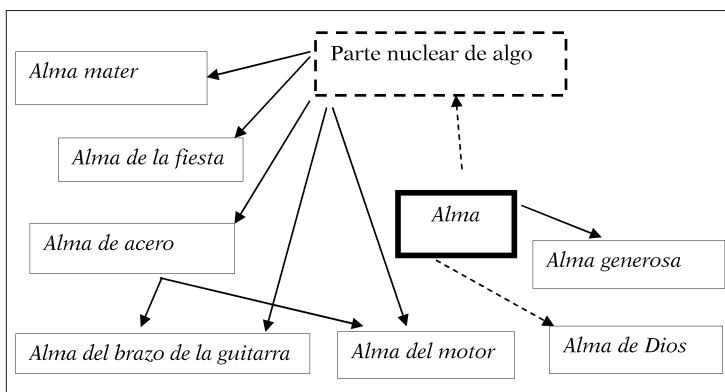 Parte nuclear de algo
Alma mater
Alma de la fiesta
Alma
Alma de acero
Alma generosa
Alma del brazo de la guitarra
Alma del motor
Alma de Dios